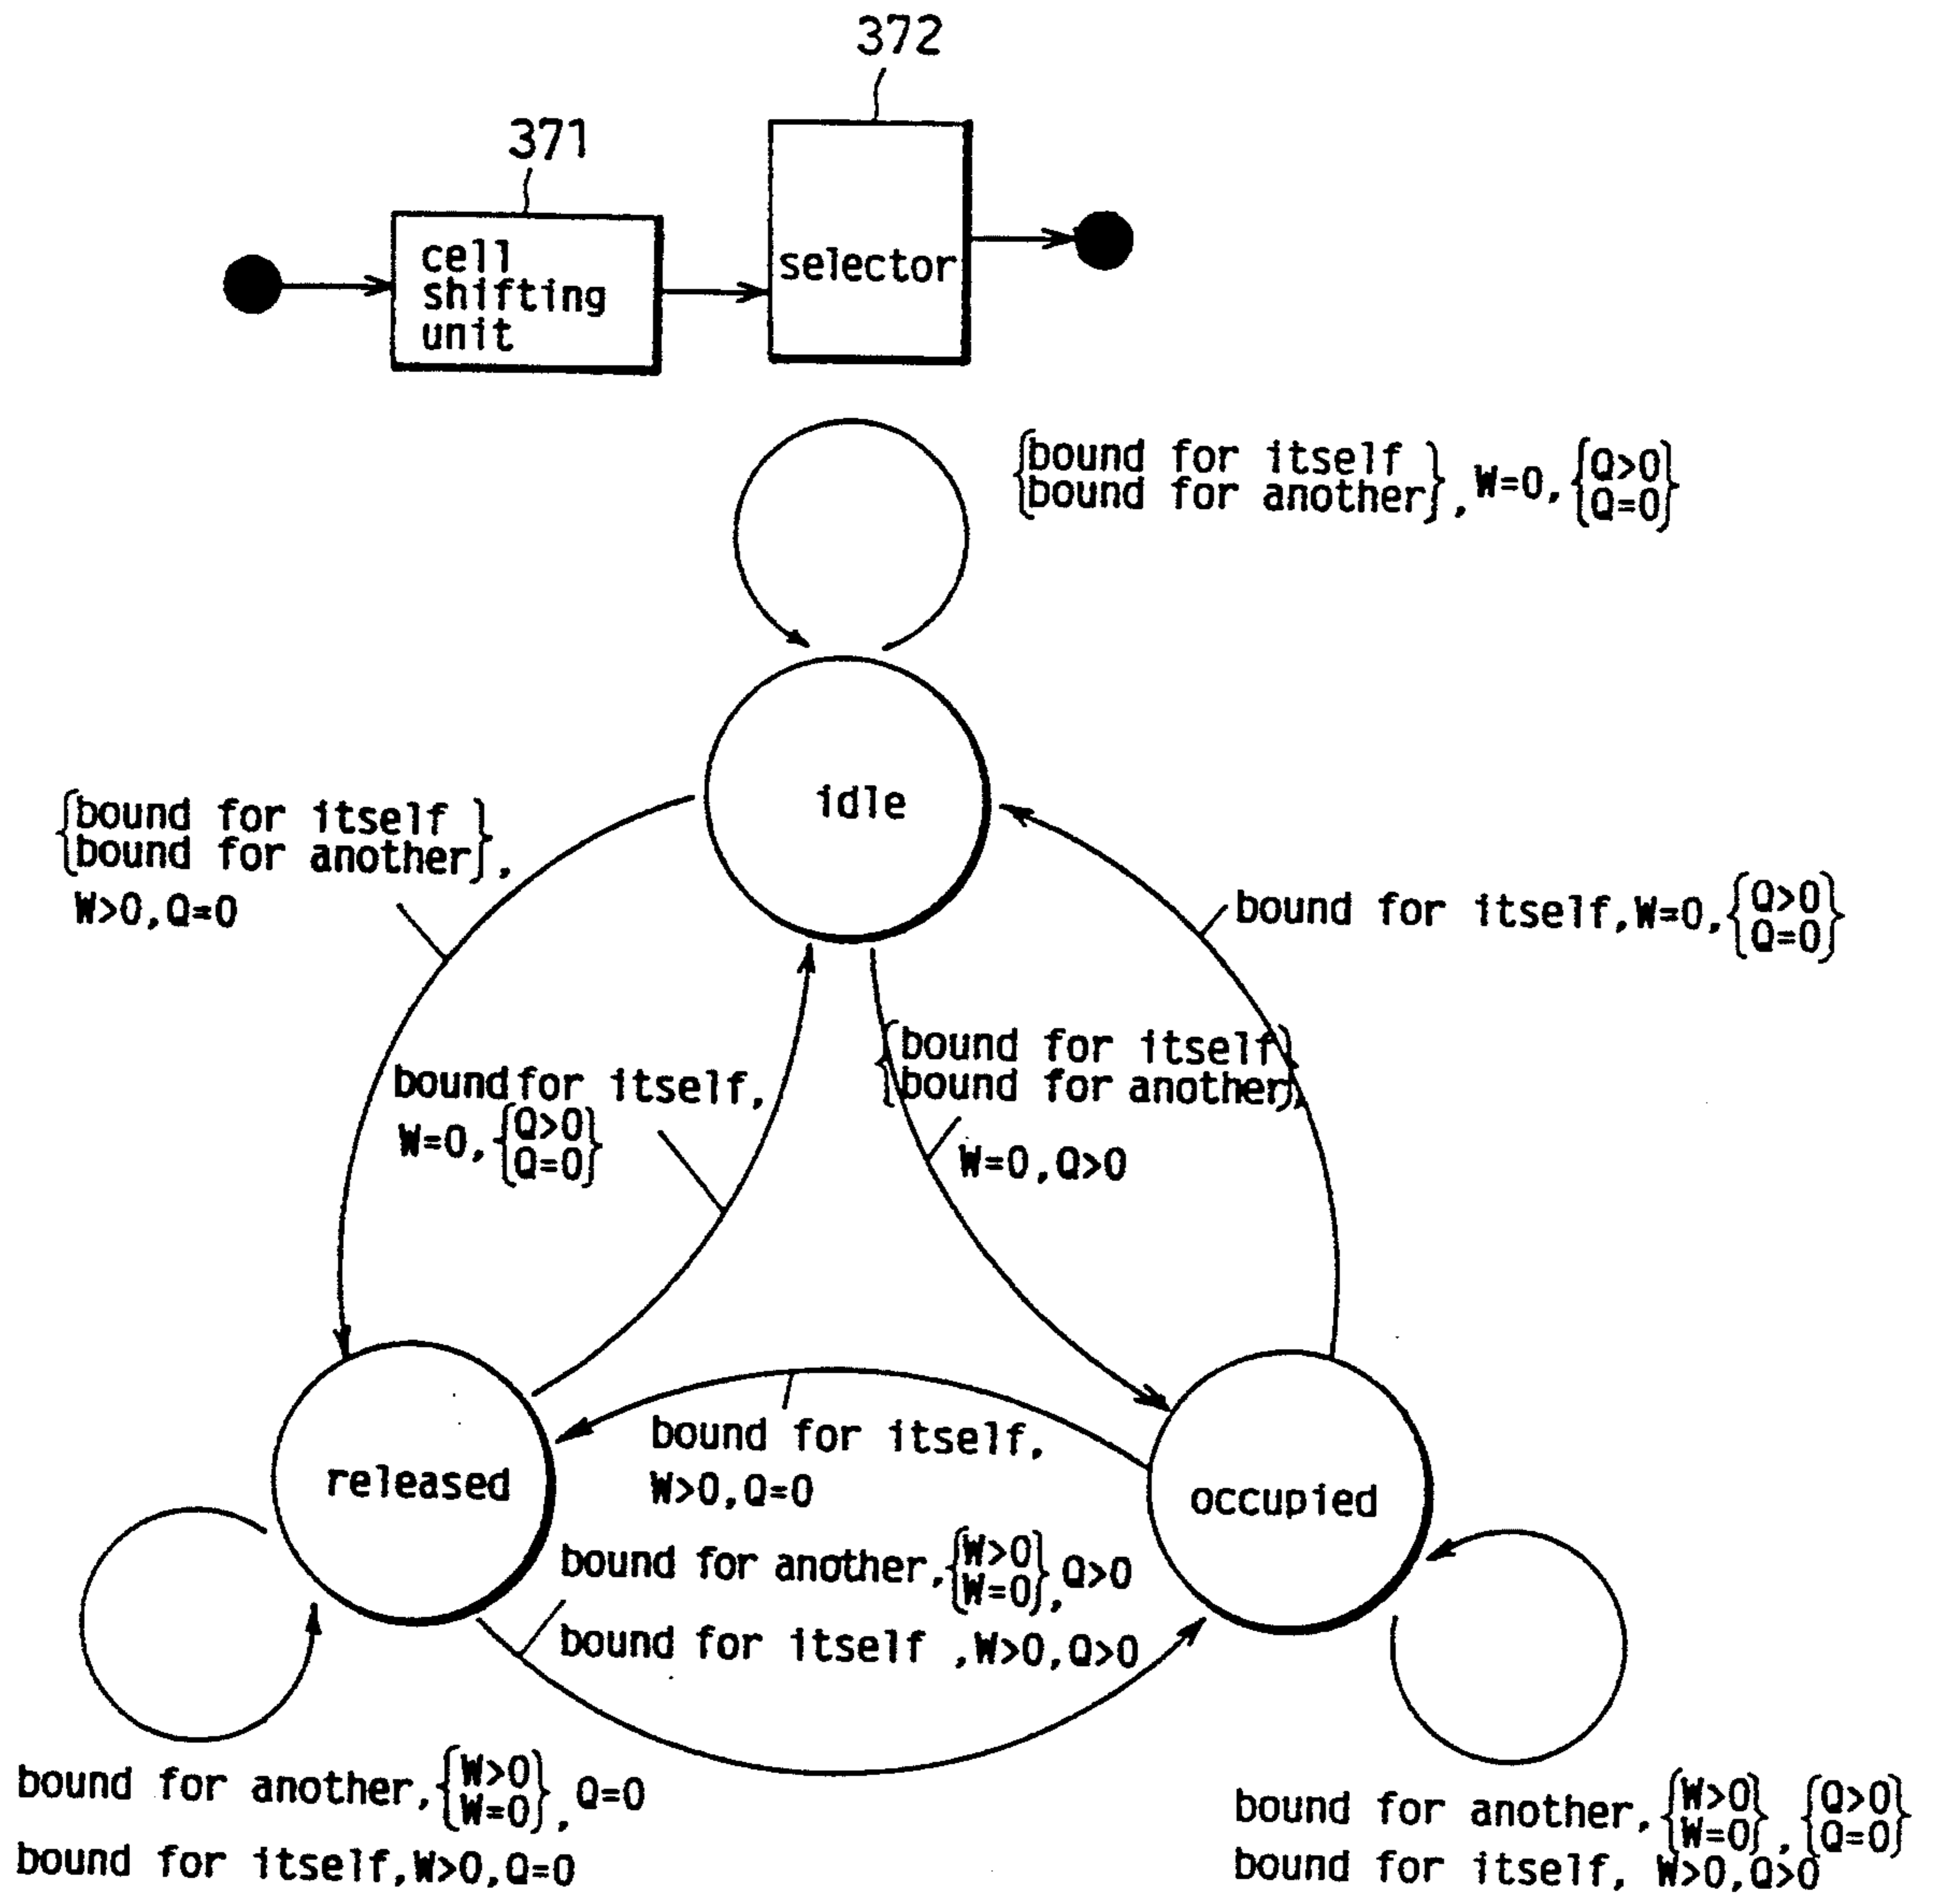 372
371
cell
shifting
unit
selector
{bound for itself
bound for another}, W=0, {Q>0
Q=0}
idle
{bound for itself
bound for another},
W>0,Q=0
bound for itself,W=0,{Q>0
Q=0}
{bound for itself
bound for another},
W=0,Q>0
bound for itself,
W=0,{Q>0
Q=0}
released
occupied
bound for itself,
W>0,Q=0
bound for another,{W>0
W=0},Q>0
bound for itself ,W>0,Q>0
bound for another,{W>0
W=0},Q=0
bound for itself,W>0,Q=0
bound for another,{W>0
W=0},{Q>0
Q=0}
bound for itself, W>0,Q>0